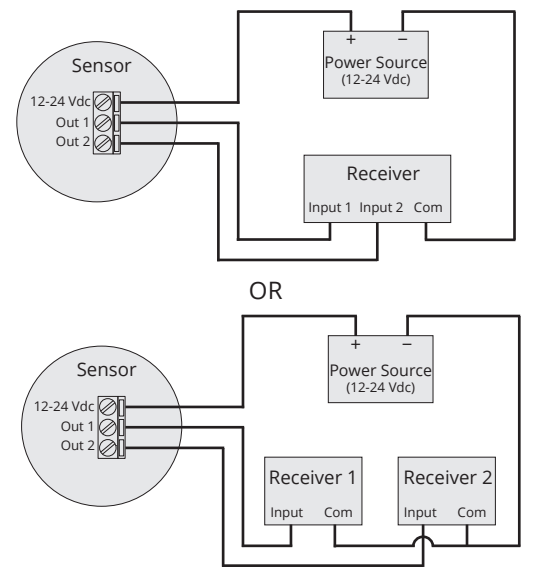 + −
Sensor
Power Source
(12-24 Vdc)
12-24 Vdc
Out 1
Out 2
Receiver
Input 1 Input 2 Com
OR
+ −
Sensor
Power Source
(12-24 Vdc)
12-24 Vdc
Out 1
Out 2
Receiver 1 Receiver 2
Input Com Input Com